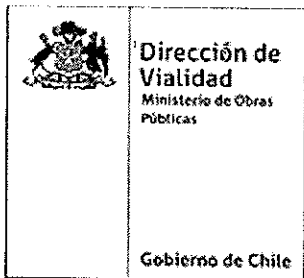 Dirección de
Vialidad
Ministerio de Obras
Públicas
Gobierno de Chile